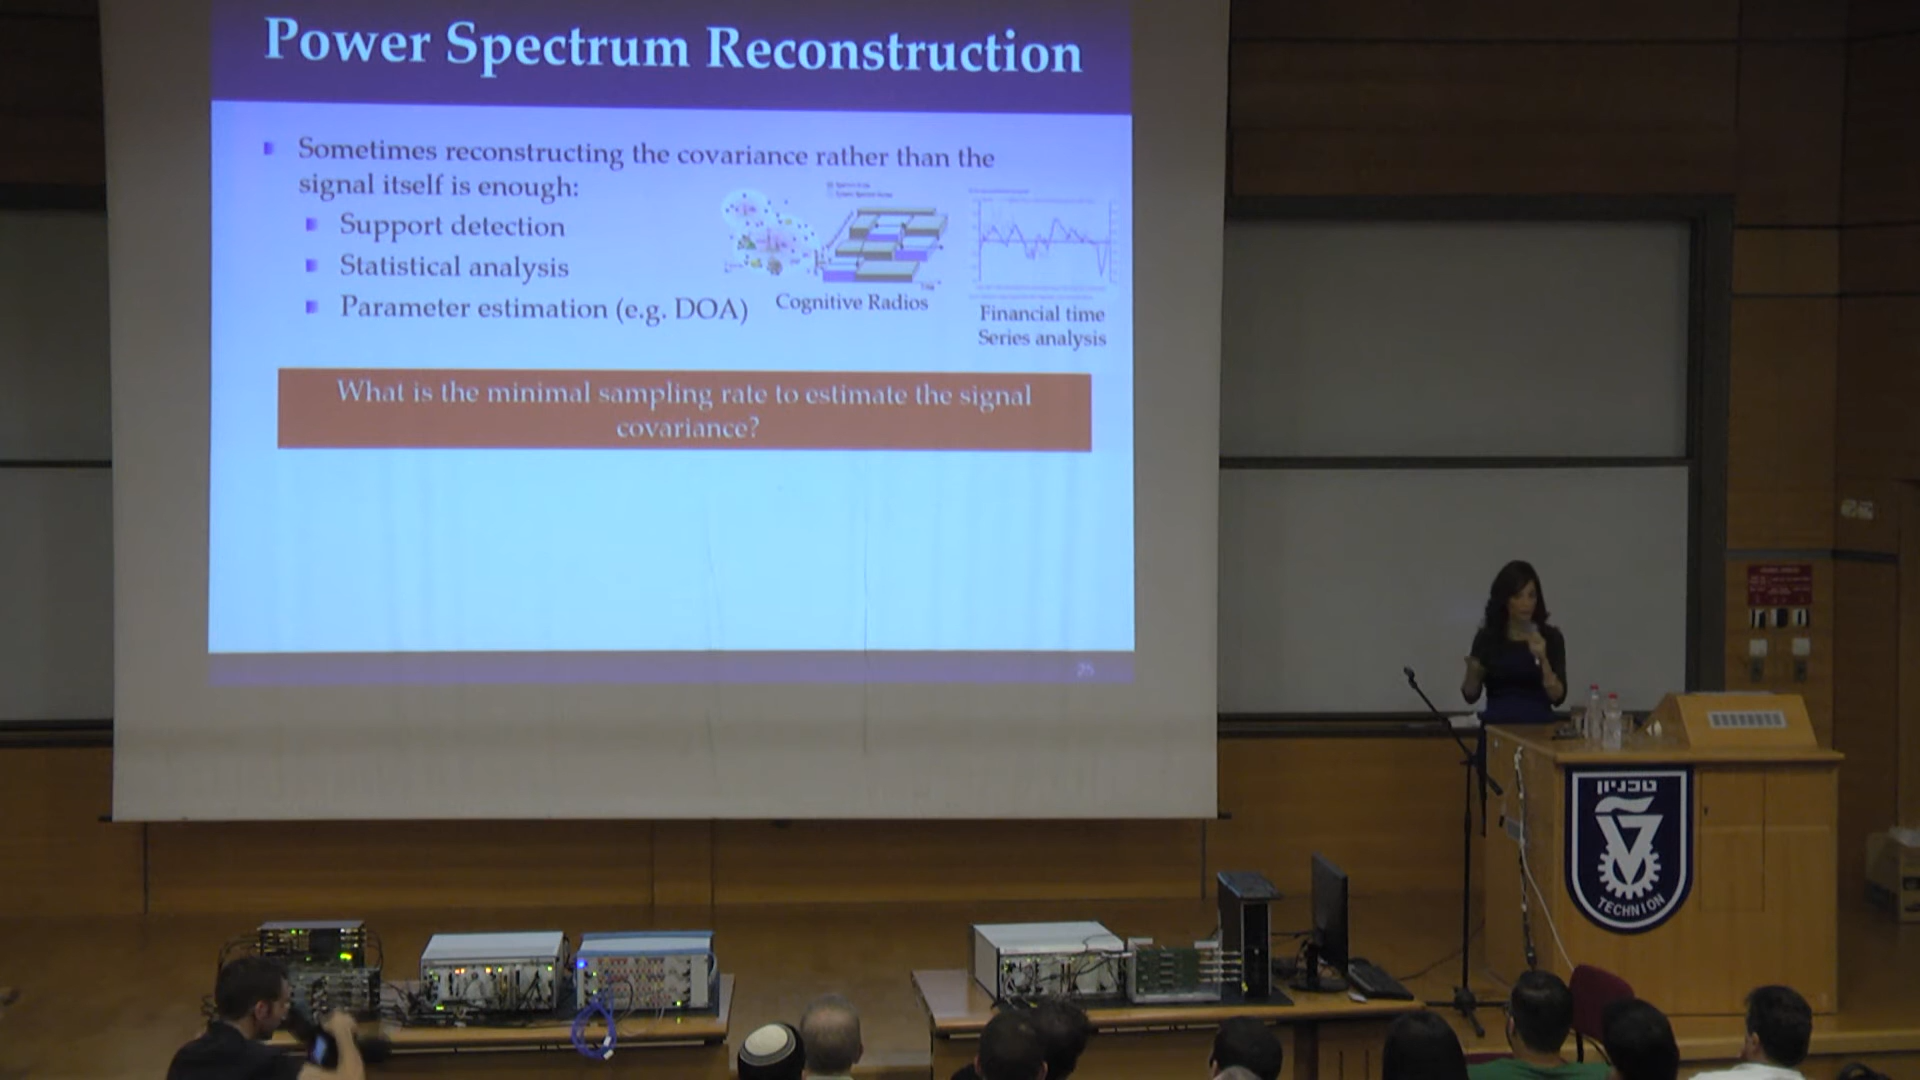 Power Spectrum Reconstruction
Sometimes reconstructing the covariance rather than the
signal itself is enough:
Support detection
Statistical analysis
Parameter estimation (e.g. DOA)
Cognitive Radios
Financial time
Series analysis
What is the minimal sampling rate to estimate the signal
covariance?
25
טכניון
TECHNION